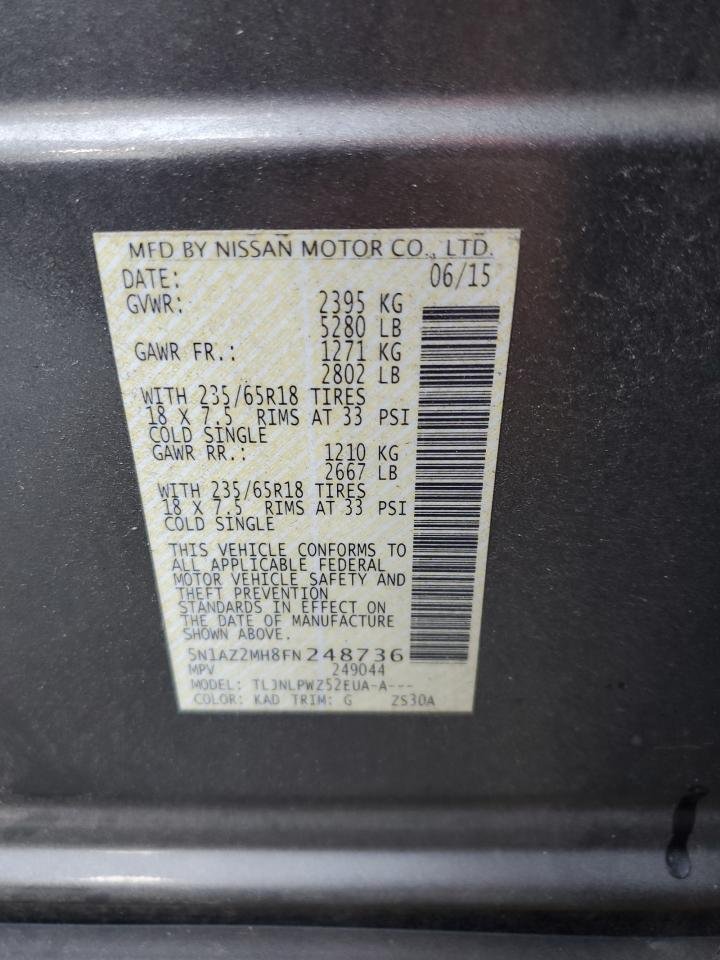 MFD BY NISSAN MOTOR CO., LTD.
DATE: 06/15
GVWR: 2395 KG
5280 LB
GAWR FR.: 1271 KG
2802 LB
WITH 235/65R18 TIRES
18 X 7.5 RIMS AT 33 PSI
COLD SINGLE
GAWR RR.: 1210 KG
2667 LB
WITH 235/65R18 TIRES
18 X 7.5 RIMS AT 33 PSI
COLD SINGLE
THIS VEHICLE CONFORMS TO
ALL APPLICABLE FEDERAL
MOTOR VEHICLE SAFETY AND
THEFT PREVENTION
STANDARDS IN EFFECT ON
THE DATE OF MANUFACTURE
SHOWN ABOVE.
5N1AZ2MH8FN248736
MPV 249044
MODEL: TLJNLPWZ52EUA-A---
COLOR: KAD TRIM: G ZS30A